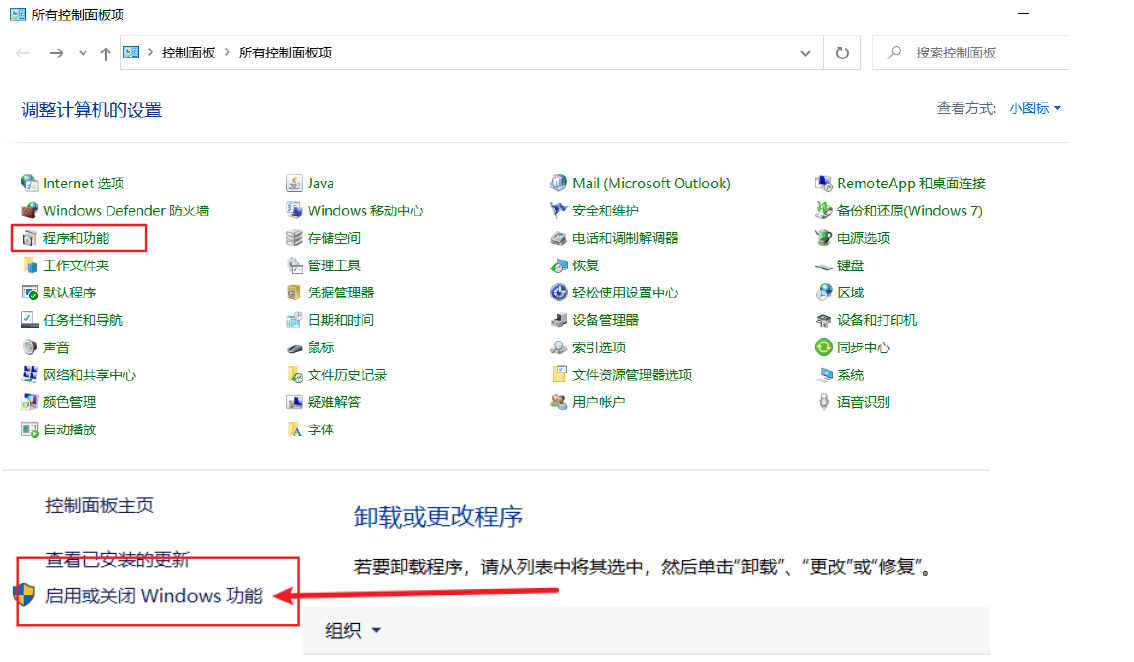 所有控制面板项
控制面板 所有控制面板项 搜索控制面板
调整计算机的设置 查看方式: 小图标
Internet 选项 Java Mail (Microsoft Outlook) RemoteApp 和桌面连接
Windows Defender 防火墙 Windows 移动中心 安全和维护 备份和还原(Windows 7)
程序和功能 存储空间 电话和调制解调器 电源选项
工作文件夹 管理工具 恢复 键盘
默认程序 凭据管理器 轻松使用设置中心 区域
任务栏和导航 日期和时间 设备管理器 设备和打印机
声音 鼠标 索引选项 同步中心
网络和共享中心 文件历史记录 文件资源管理器选项 系统
颜色管理 疑难解答 用户帐户 语音识别
自动播放 字体
控制面板主页
卸载或更改程序
查看已安装的更新
若要卸载程序，请从列表中将其选中，然后单击“卸载”、“更改”或“修复”。
启用或关闭 Windows 功能
组织